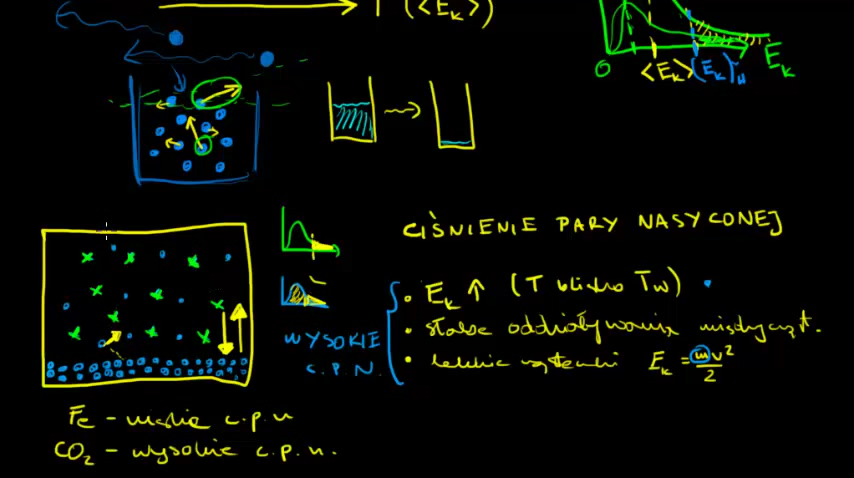 T (<Ek>)
0 <Ek> (Ek)~w Ek
CIŚNIENIE PARY NASYCONEJ
• Ek ↑ (T blisko Tw)
• słabe oddziaływania międzycząst.
• lekkie cząsteczki Ek = mv²/2
WYSOKIE
C.P.N.
Fe - niskie c.p.n
CO₂ - wysokie c.p.n.